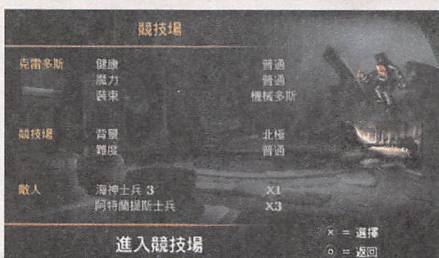 競技場
克雷多斯 健康 普通
魔力 普通
裝束 機械多斯
競技場 背景 北極
難度 普通
敵人 海神士兵 3 X1
阿特蘭提斯士兵 X3
進入競技場
× = 選擇
○ = 返回